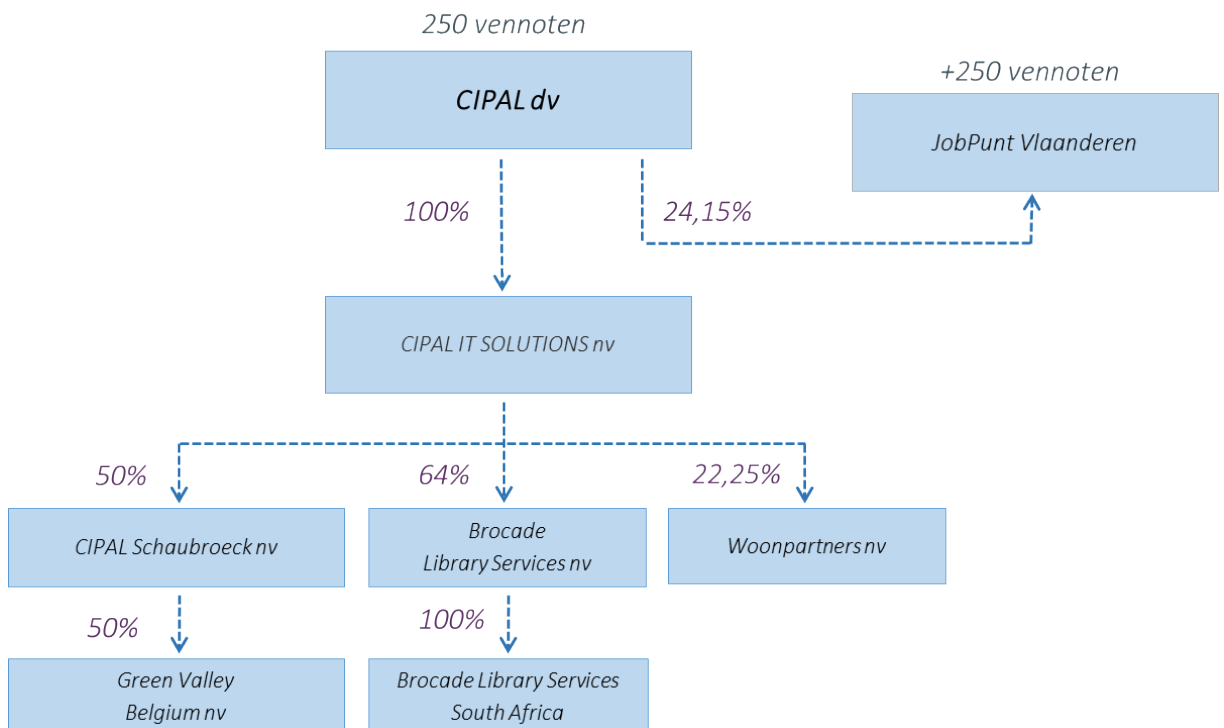 250 vennoten
CIPAL dv
+250 vennoten
JobPunt Vlaanderen
100%
24,15%
CIPAL IT SOLUTIONS nv
50%
64%
22,25%
CIPAL Schaubroeck nv
Brocade
Library Services nv
Woonpartners nv
50%
100%
Green Valley
Belgium nv
Brocade Library Services
South Africa